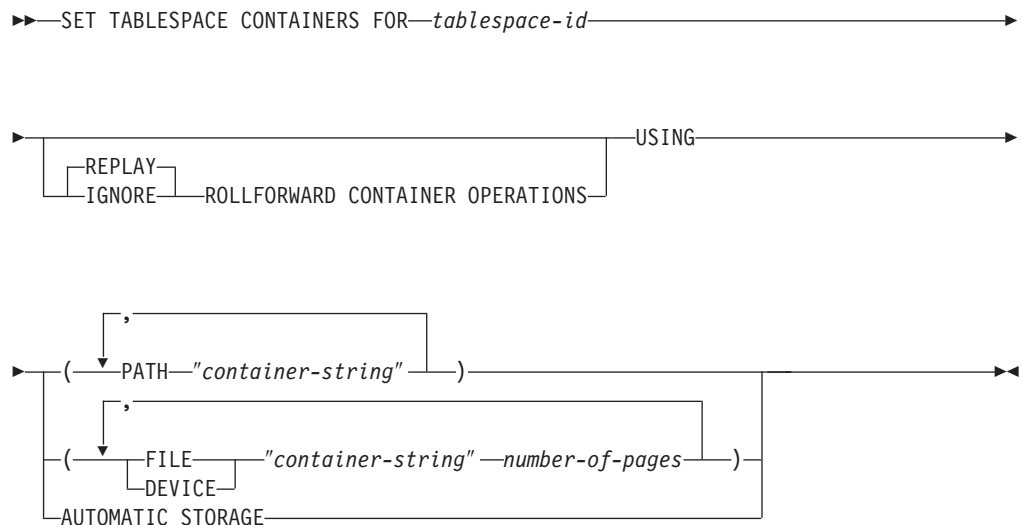 SET TABLESPACE CONTAINERS FOR tablespace-id
USING
REPLAY
IGNORE ROLLFORWARD CONTAINER OPERATIONS
,
( PATH "container-string" )
,
( FILE "container-string" number-of-pages )
DEVICE
AUTOMATIC STORAGE